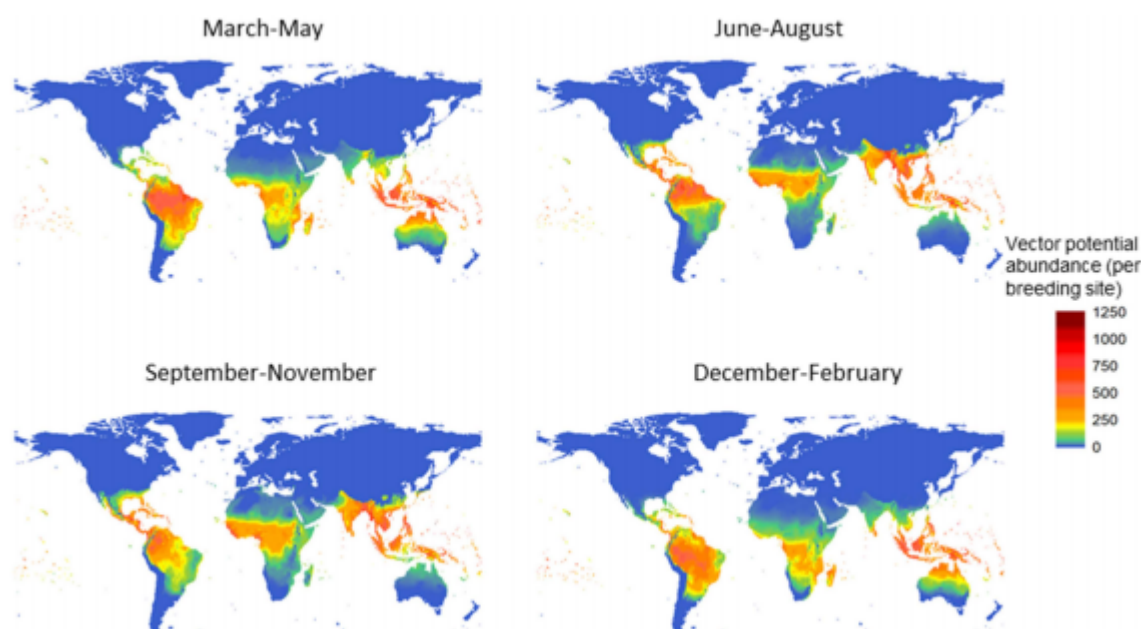 March-May
June-August
Vector potential
abundance (per
breeding site)
1250
1000
750
500
250
0
September-November
December-February